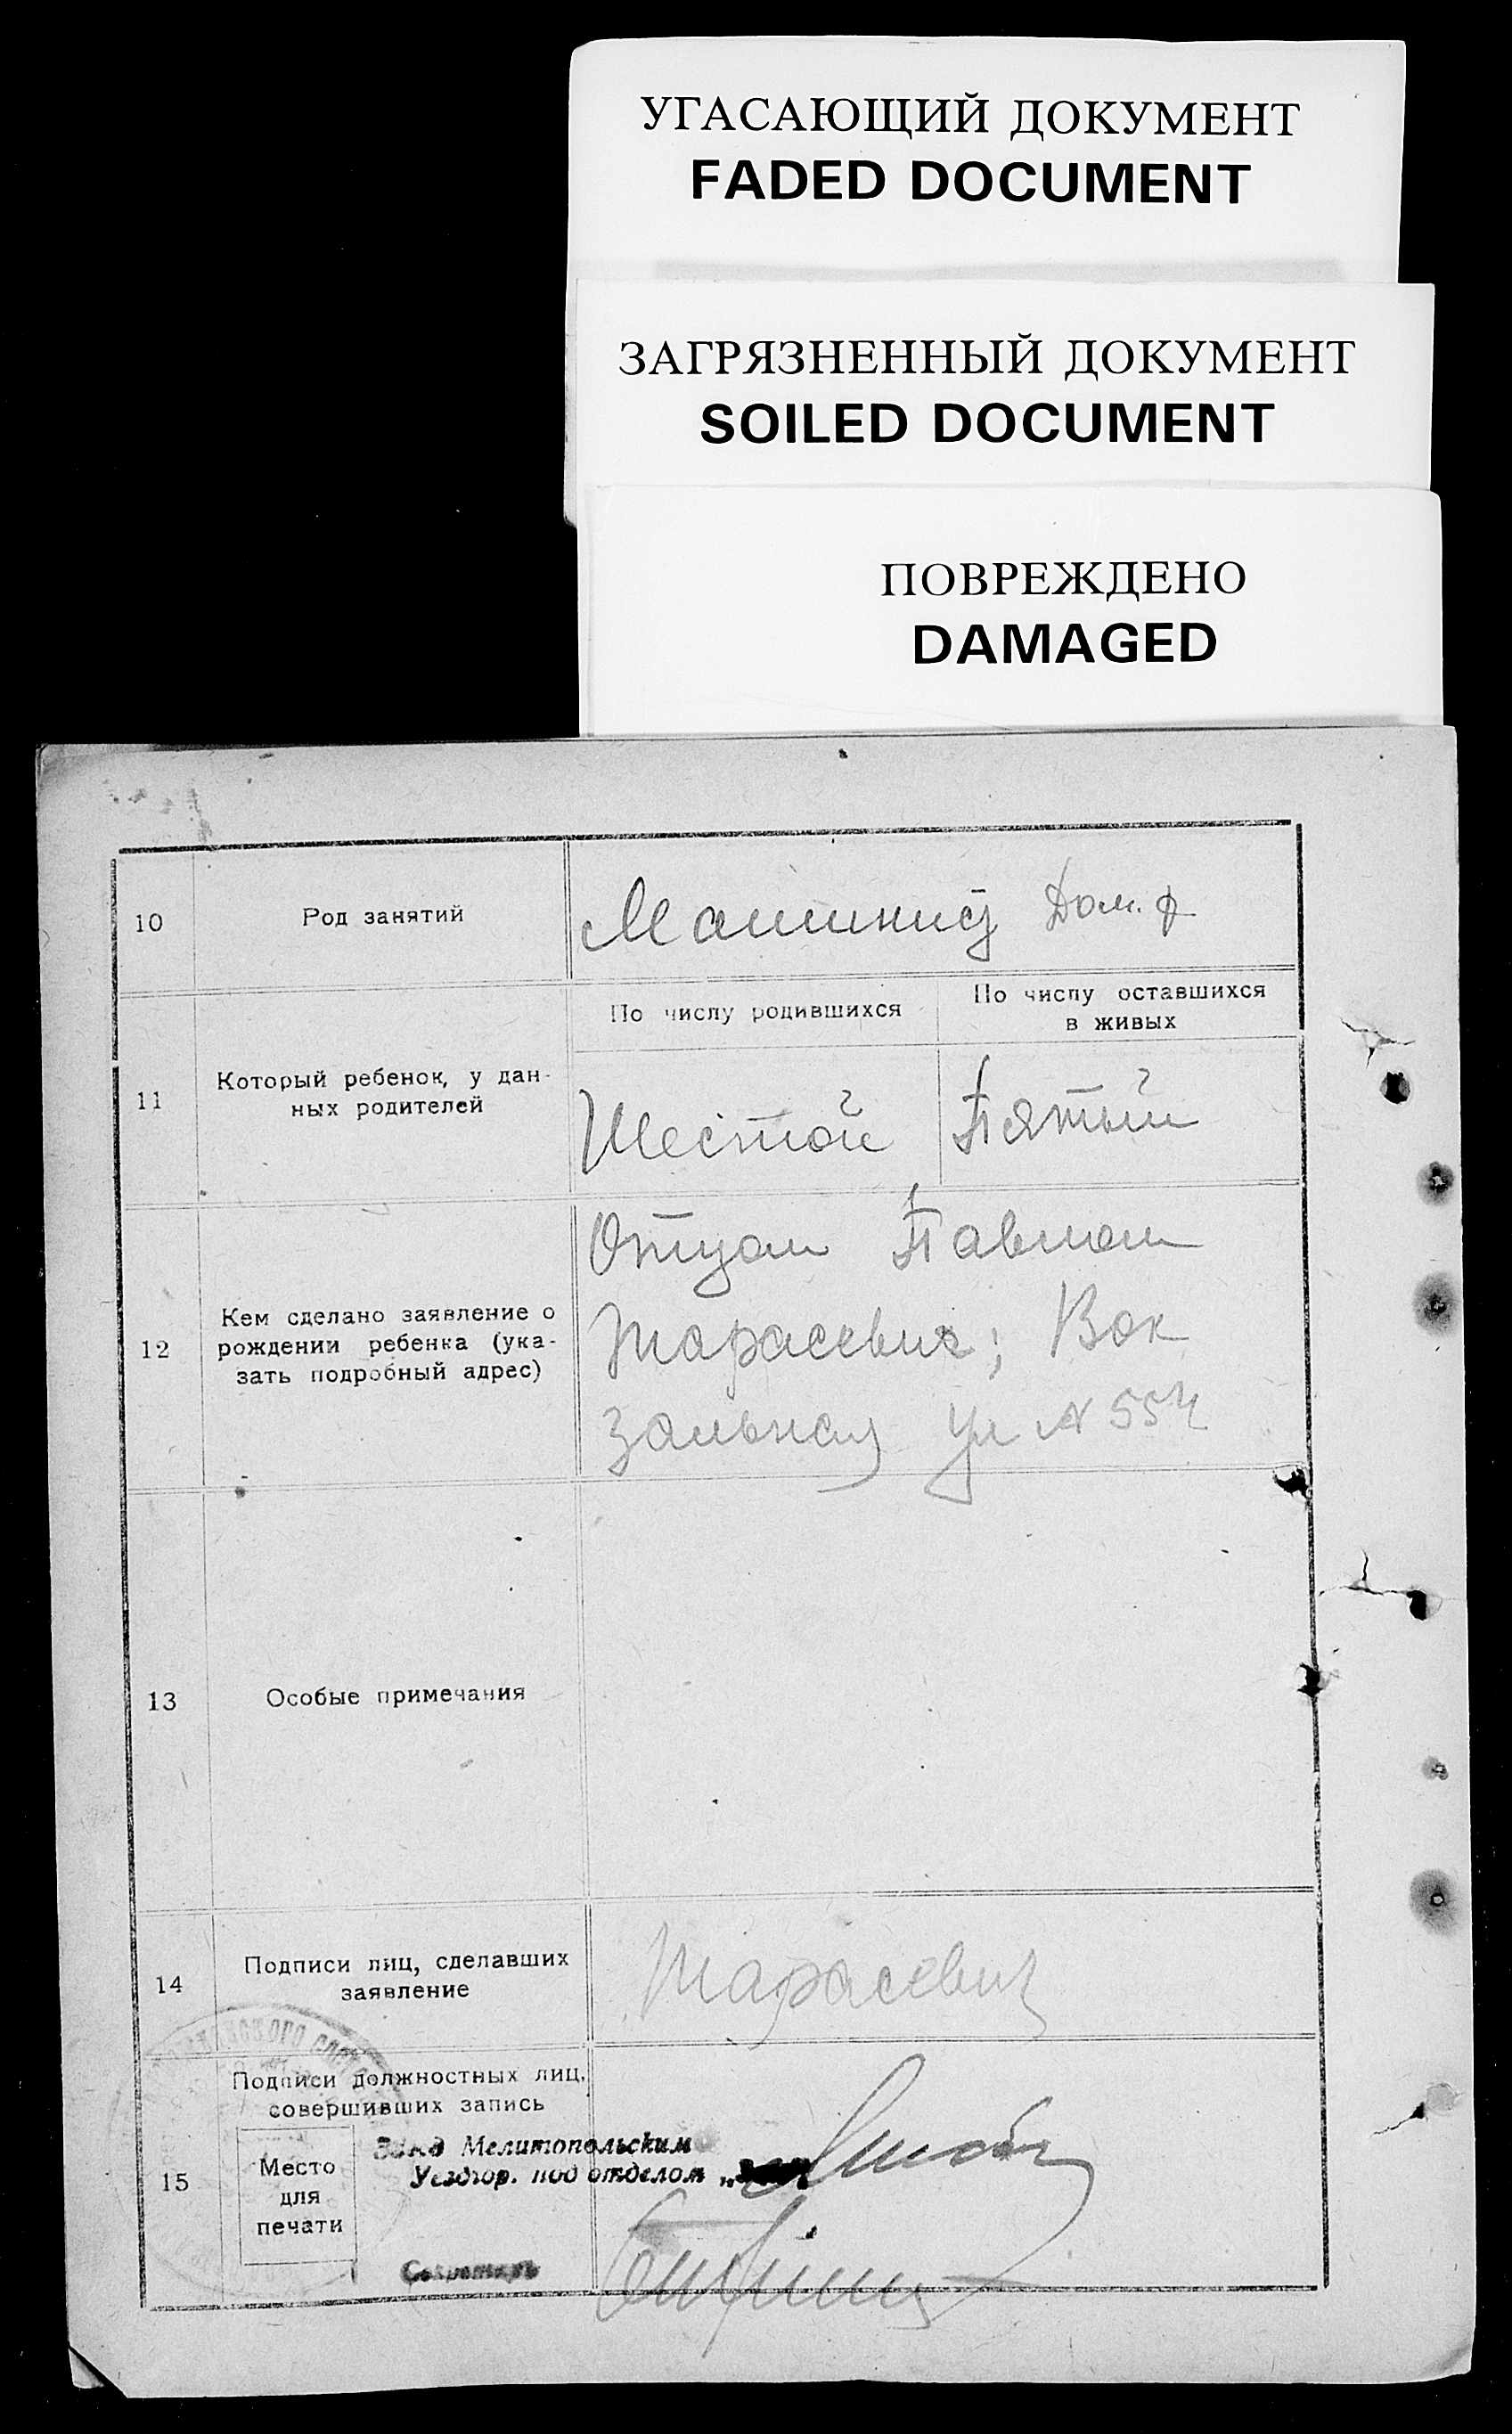 УГАСАЮЩИЙ ДОКУМЕНТ
FADED DOCUMENT
ЗАГРЯЗНЕННЫЙ ДОКУМЕНТ
SOILED DOCUMENT
ПОВРЕЖДЕНО
DAMAGED
10
Род занятий
Машинист Дом.
11
Который ребенок, у дан-
ных родителей
По числу родившихся
По числу оставшихся
в живых
Шестой
Пятый
12
Кем сделано заявление о
рождении ребенка (ука-
зать подробный адрес)
Отцом Павлом
Тарасевич; Вок
зальная ул № 554
13
Особые примечания
14
Подписи лиц, сделавших
заявление
Тарасевич
15
Подписи должностных лиц,
совершивших запись
Место
для
печати
Завед Мелитопольским
Уездгор. под отделом
Секретарь